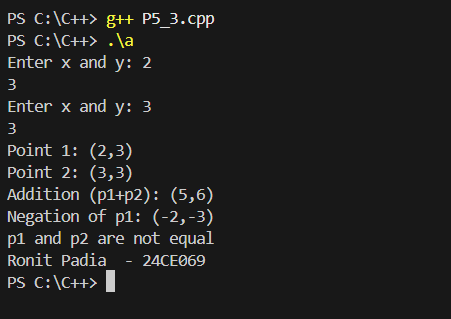 PS C:\C++> g++ P5_3.cpp
PS C:\C++> .\a
Enter x and y: 2
3
Enter x and y: 3
3
Point 1: (2,3)
Point 2: (3,3)
Addition (p1+p2): (5,6)
Negation of p1: (-2,-3)
p1 and p2 are not equal
Ronit Padia  - 24CE069
PS C:\C++>